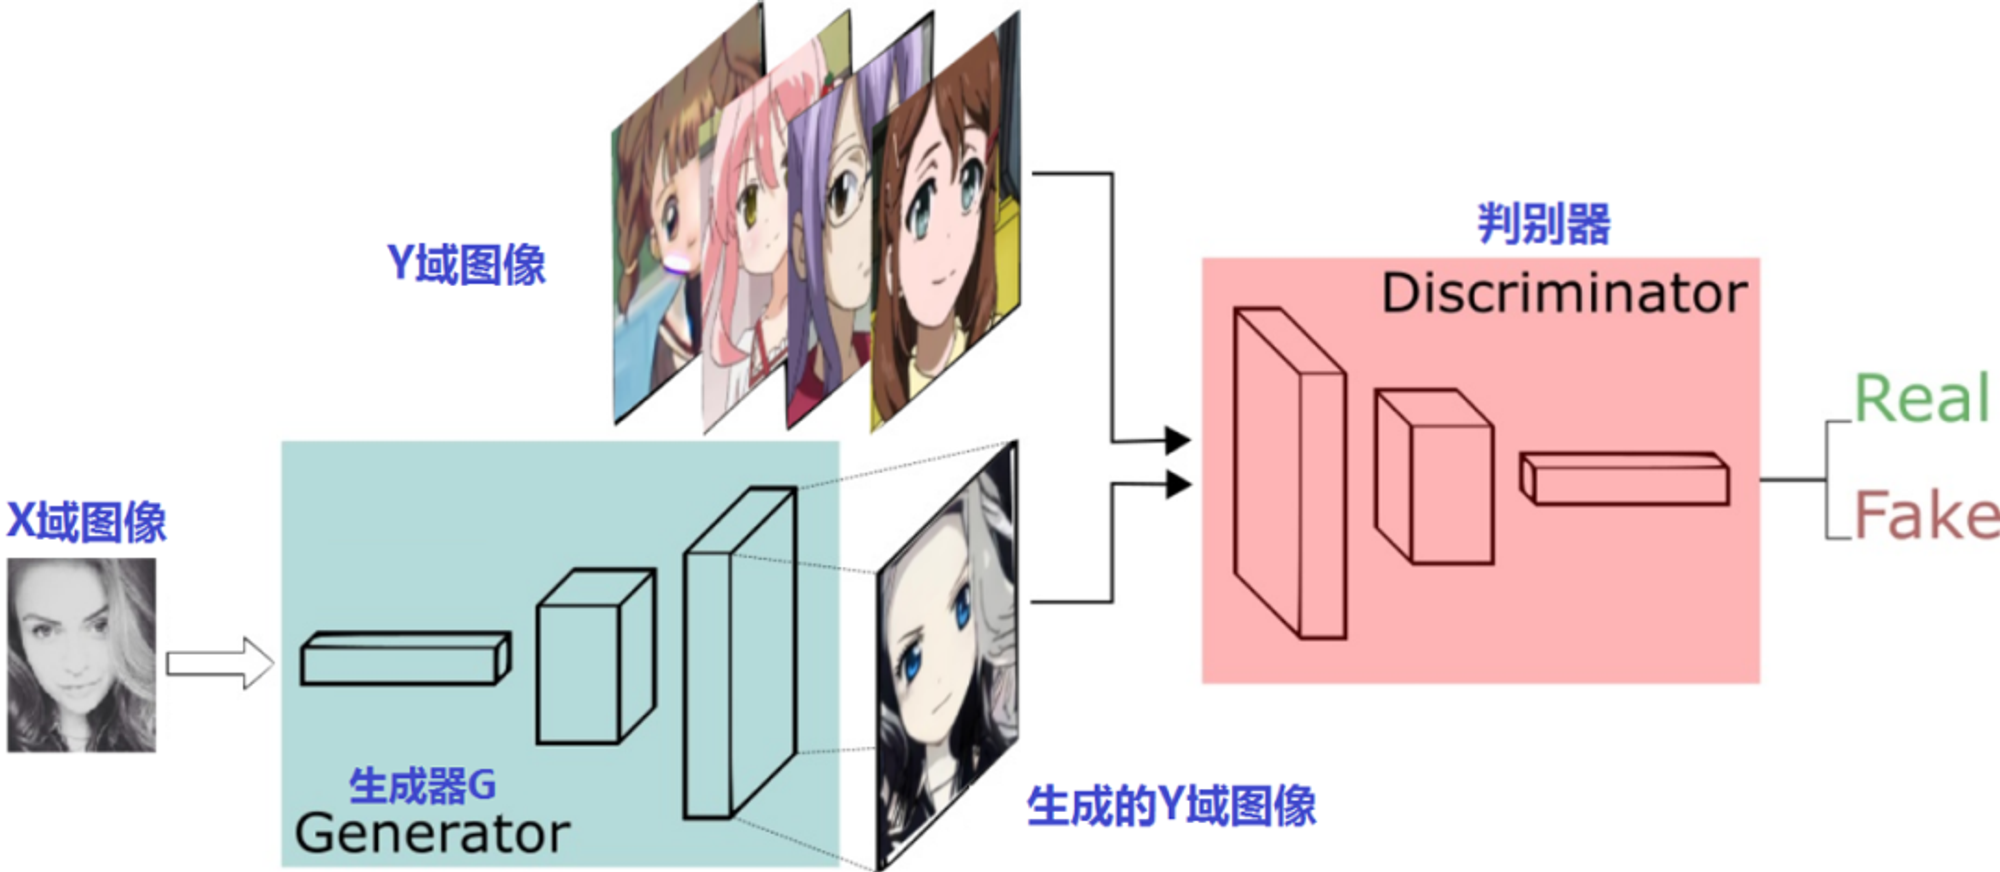 Y域图像
判别器
Discriminator
Real
Fake
X域图像
生成器G
Generator
生成的Y域图像